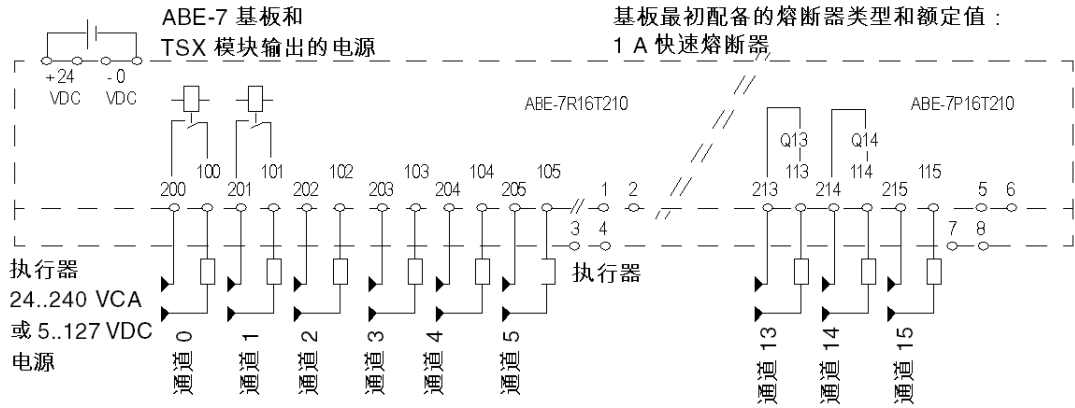 ABE-7 基板和
TSX 模块输出的电源
基板最初配备的熔断器类型和额定值:
1 A 快速熔断器
+24 -0
VDC VDC
ABE-7R16T210
ABE-7P16T210
Q13 Q14
100 101 102 103 104 105 113 114 115
200 201 202 203 204 205 1 2 213 214 215 5 6
3 4 7 8
执行器
24..240 VCA
或 5..127 VDC
电源
执行器
通道 0
通道 1
通道 2
通道 3
通道 4
通道 5
通道 13
通道 14
通道 15